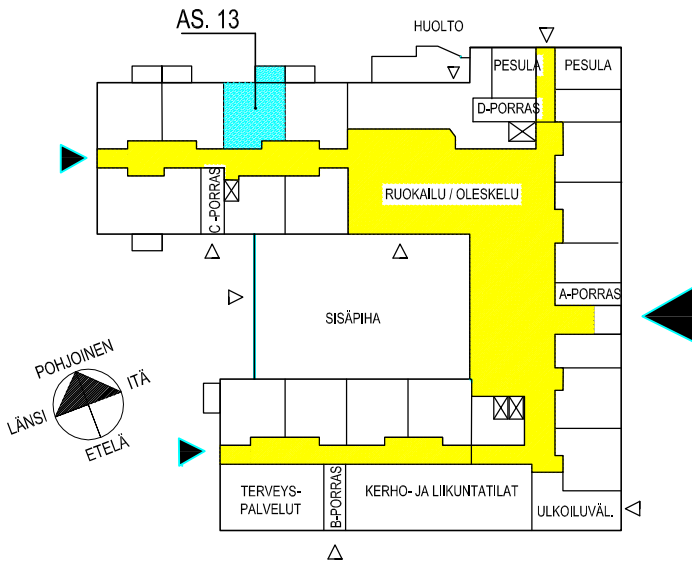 AS. 13
HUOLTO
PESULA
PESULA
D-PORRAS
C -PORRAS
RUOKAILU / OLESKELU
A-PORRAS
SISÄPIHA
POHJOINEN
ITÄ
LÄNSI
ETELÄ
TERVEYS-
PALVELUT
B-PORRAS
KERHO- JA LIIKUNTATILAT
ULKOILUVÄL.